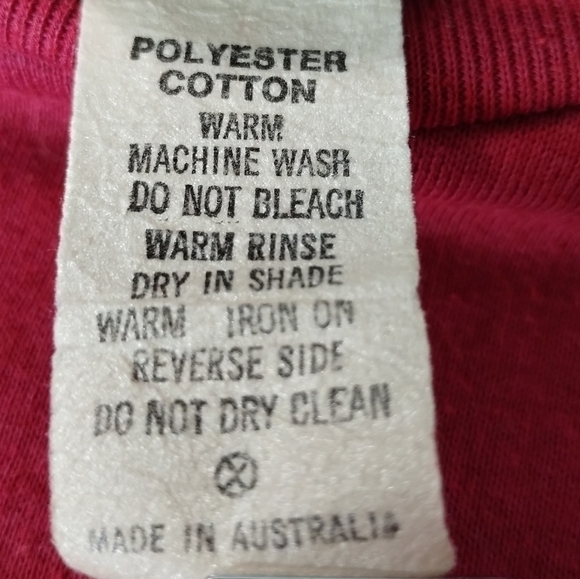 POLYESTER
COTTON
WARM
MACHINE WASH
DO NOT BLEACH
WARM RINSE
DRY IN SHADE
WARM IRON ON
REVERSE SIDE
DO NOT DRY CLEAN
MADE IN AUSTRALIA